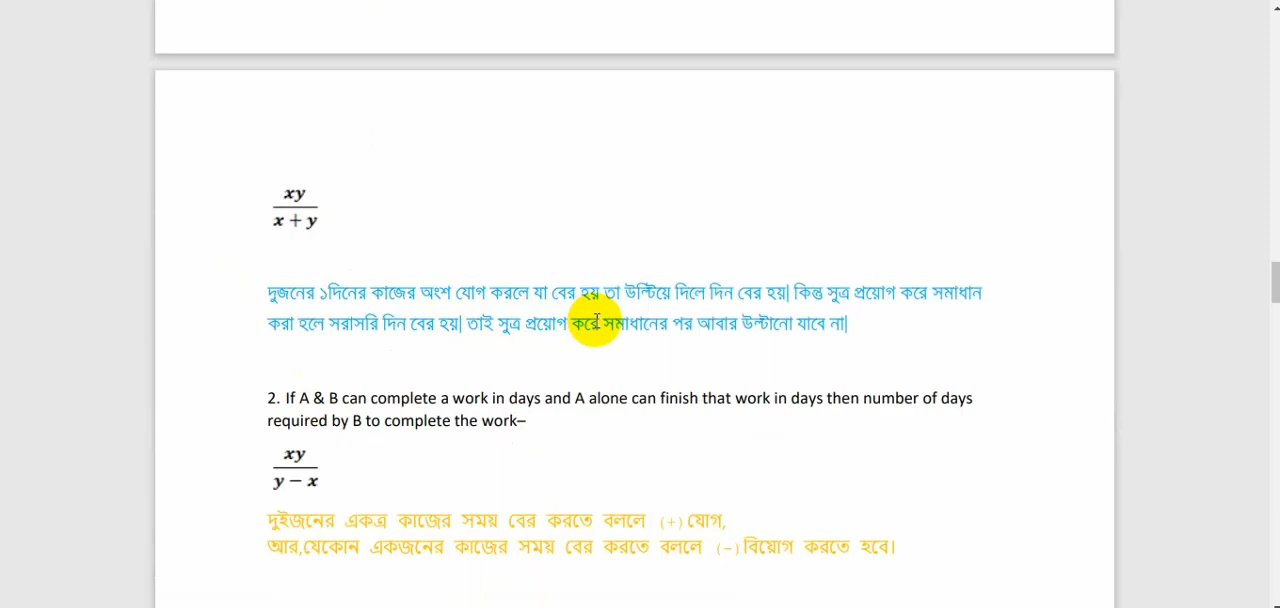 xy
x + y
দুজনের ১দিনের কাজের অংশ যোগ করলে যা বের হয় তা উল্টিয়ে দিলে দিন বের হয়| কিন্তু সুত্র প্রয়োগ করে সমাধান
করা হলে সরাসরি দিন বের হয়| তাই সুত্র প্রয়োগ করে সমাধানের পর আবার উল্টানো যাবে না|
2. If A & B can complete a work in days and A alone can finish that work in days then number of days
required by B to complete the work–
xy
y − x
দুইজনের একত্র কাজের সময় বের করতে বললে (+) যোগ,
আর,যেকোন একজনের কাজের সময় বের করতে বললে (−) বিয়োগ করতে হবে।